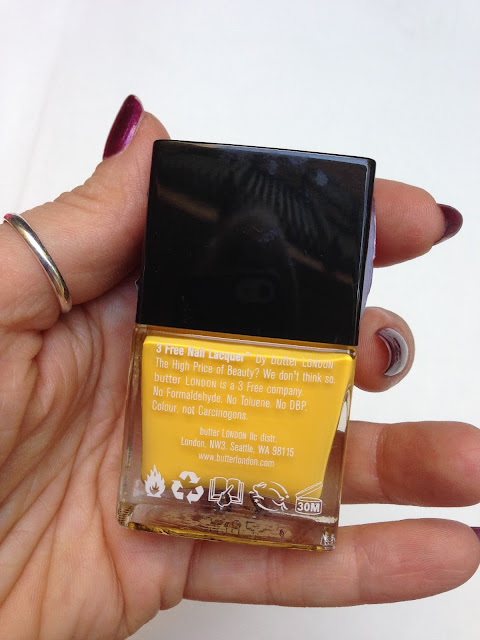 3 Free Nail Lacquer™ by butter LONDON
The High Price of Beauty? We don't think so.
butter LONDON is a 3 Free company.
No Formaldehyde. No Toluene. No DBP.
Colour, not Carcinogens.
butter LONDON llc distr.
London, NW3. Seattle, WA 98115
www.butterlondon.com
30M